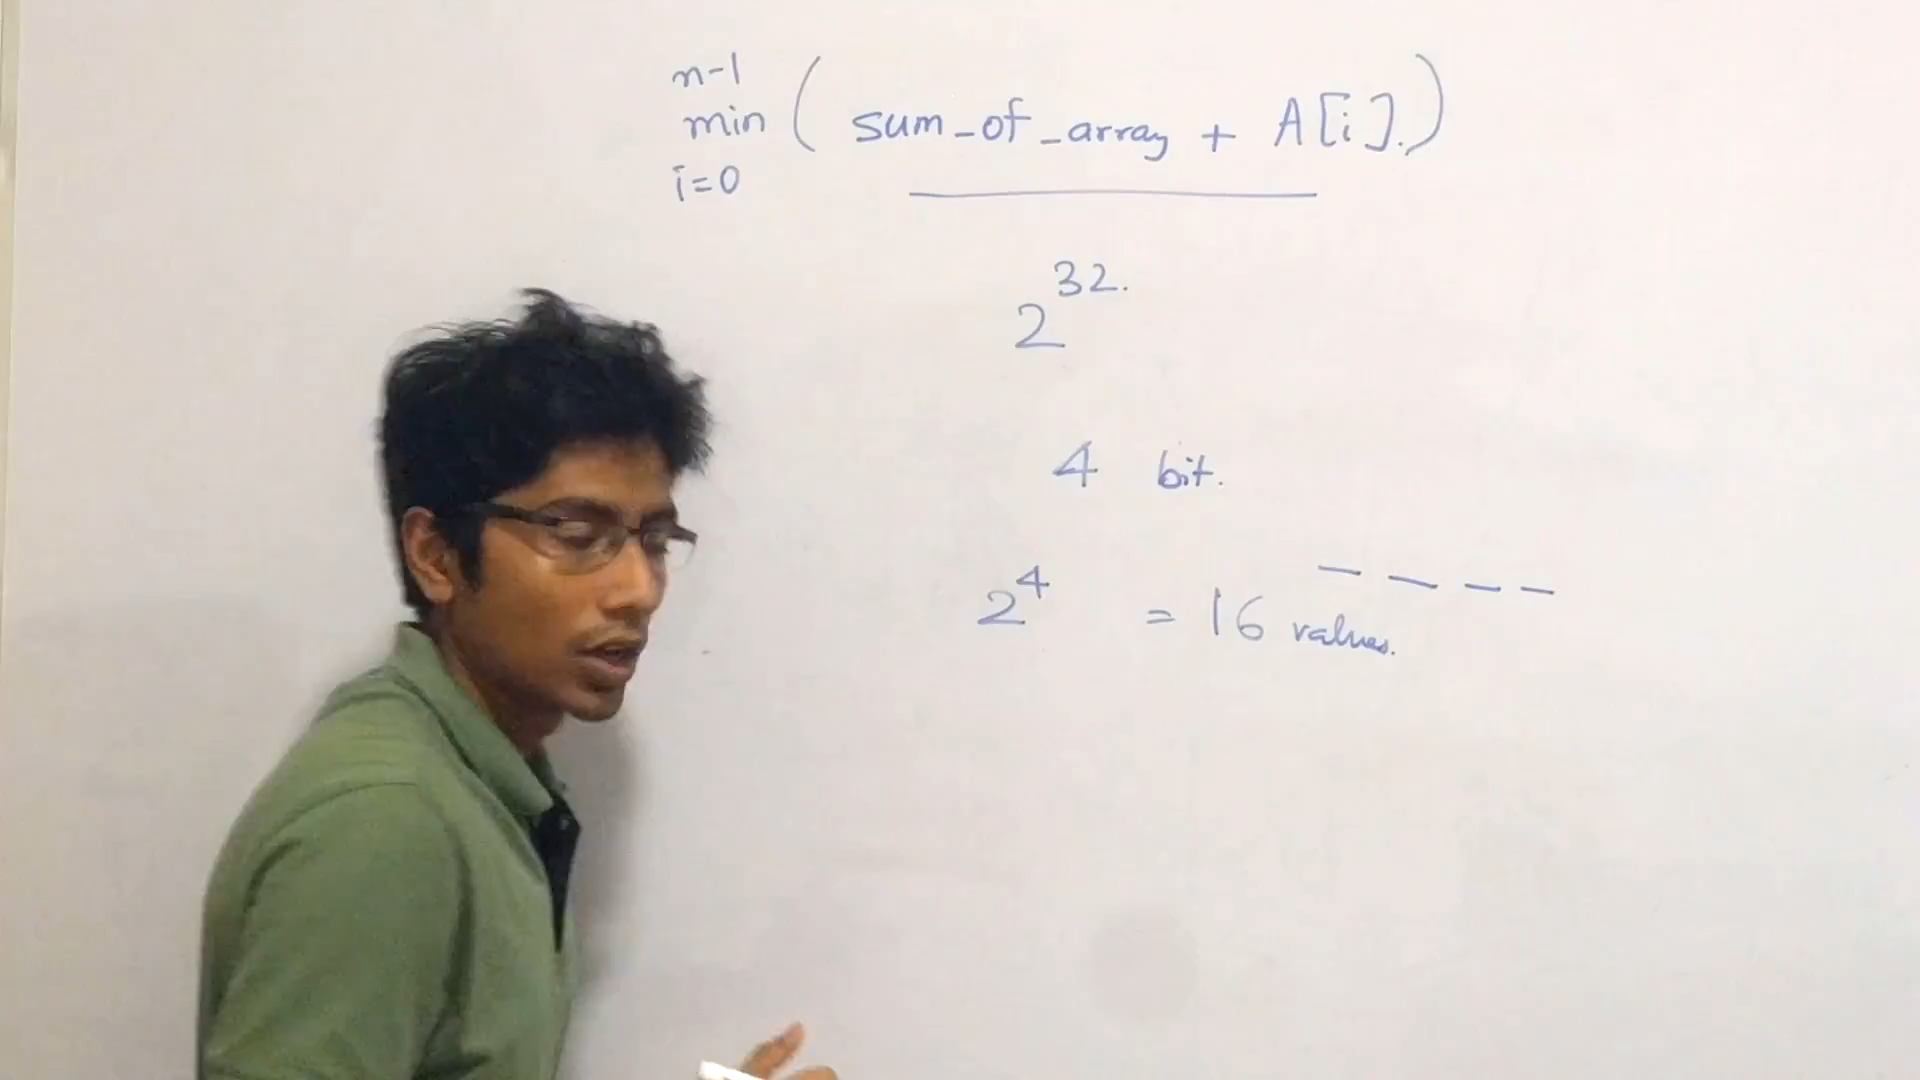 n-1
min ( sum_of_array + A[i]. )
i=0
2^32.
4 bit.
2^4 = 16 values.